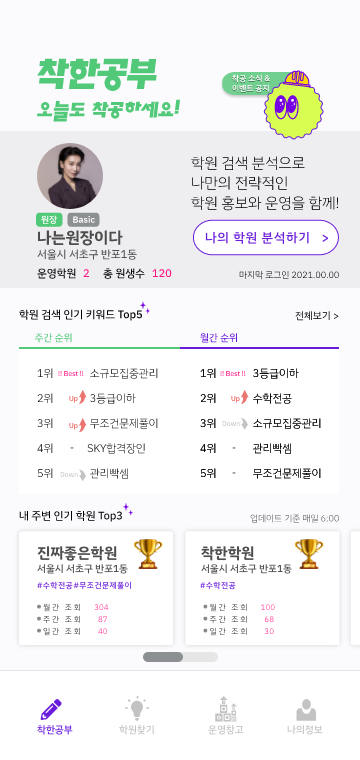 착한공부
오늘도 착공하세요!
착공 소식 &
이벤트 공지
원장 Basic
나는원장이다
서울시 서초구 반포1동
운영학원 2 총 원생수 120
학원 검색 분석으로
나만의 전략적인
학원 홍보와 운영을 함께!
나의 학원 분석하기 >
마지막 로그인 2021.00.00
학원 검색 인기 키워드 Top5
전체보기 >
주간 순위
월간 순위
1위 !! Best !! 소규모집중관리
2위 Up 3등급이하
3위 Up 무조건문제풀이
4위 - SKY합격장인
5위 Down 관리빡쎔
1위 !! Best !! 3등급이하
2위 Up 수학전공
3위 Down 소규모집중관리
4위 - 관리빡쎔
5위 - 무조건문제풀이
내 주변 인기 학원 Top3
업데이트 기준 매일 6:00
진짜좋은학원
서울시 서초구 반포1동
#수학전공#무조건문제풀이
월간 조회 304
주간 조회 87
일간 조회 40
착한학원
서울시 서초구 반포1동
#수학전공
월간 조회 100
주간 조회 68
일간 조회 30
착한공부
학원찾기
운영창고
나의정보